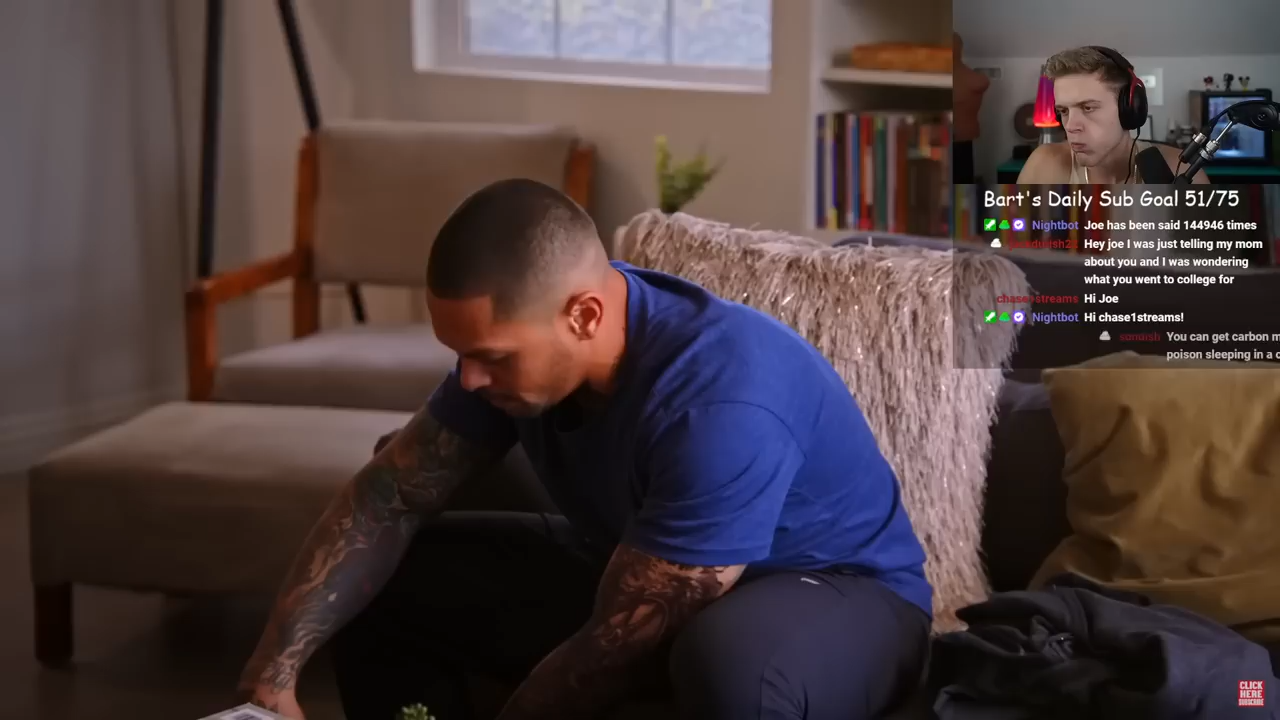 Bart's Daily Sub Goal 51/75
Nightbot Joe has been said 144946 times
Hey joe I was just telling my mom
about you and I was wondering
what you went to college for
Hi Joe
Nightbot Hi chase1streams!
You can get carbon m
poison sleeping in a c
CLICK
HERE
SUBSCRIBE